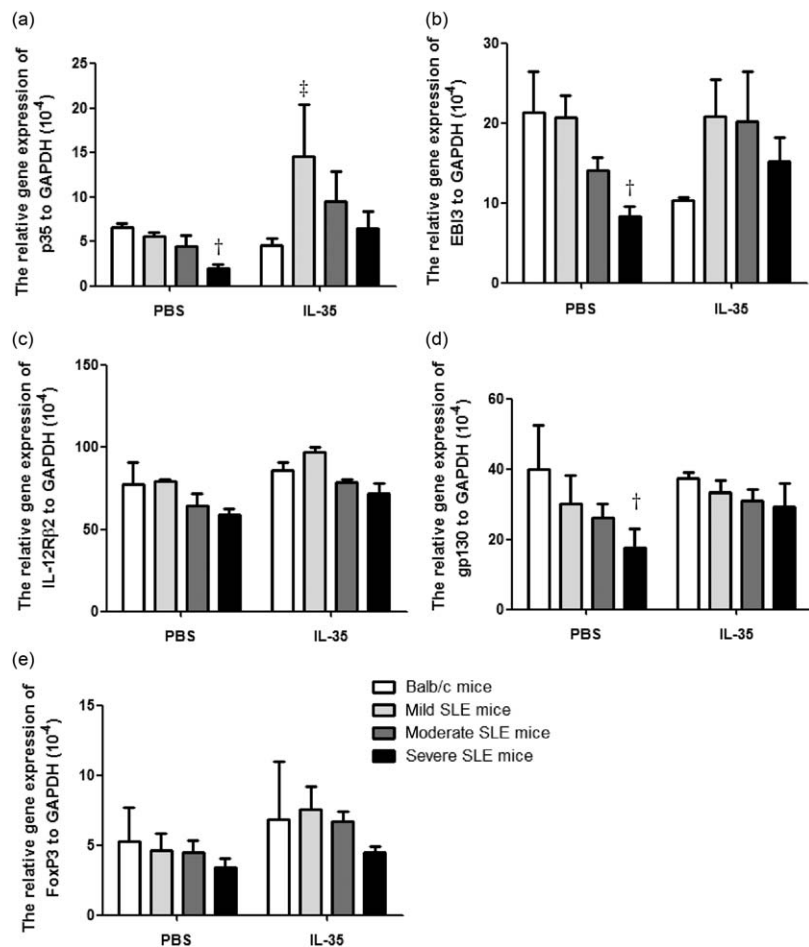 (a)
The relative gene expression of
p35 to GAPDH (10⁻⁴)
25
20
15
10
5
0
‡
†
PBS
IL-35
(b)
The relative gene expression of
EBI3 to GAPDH (10⁻⁴)
30
20
10
0
†
PBS
IL-35
(c)
The relative gene expression of
IL-12Rβ2 to GAPDH (10⁻⁴)
150
100
50
0
PBS
IL-35
(d)
The relative gene expression of
gp130 to GAPDH (10⁻⁴)
60
40
20
0
†
PBS
IL-35
(e)
The relative gene expression of
FoxP3 to GAPDH (10⁻⁴)
15
10
5
0
PBS
IL-35
Balb/c mice
Mild SLE mice
Moderate SLE mice
Severe SLE mice